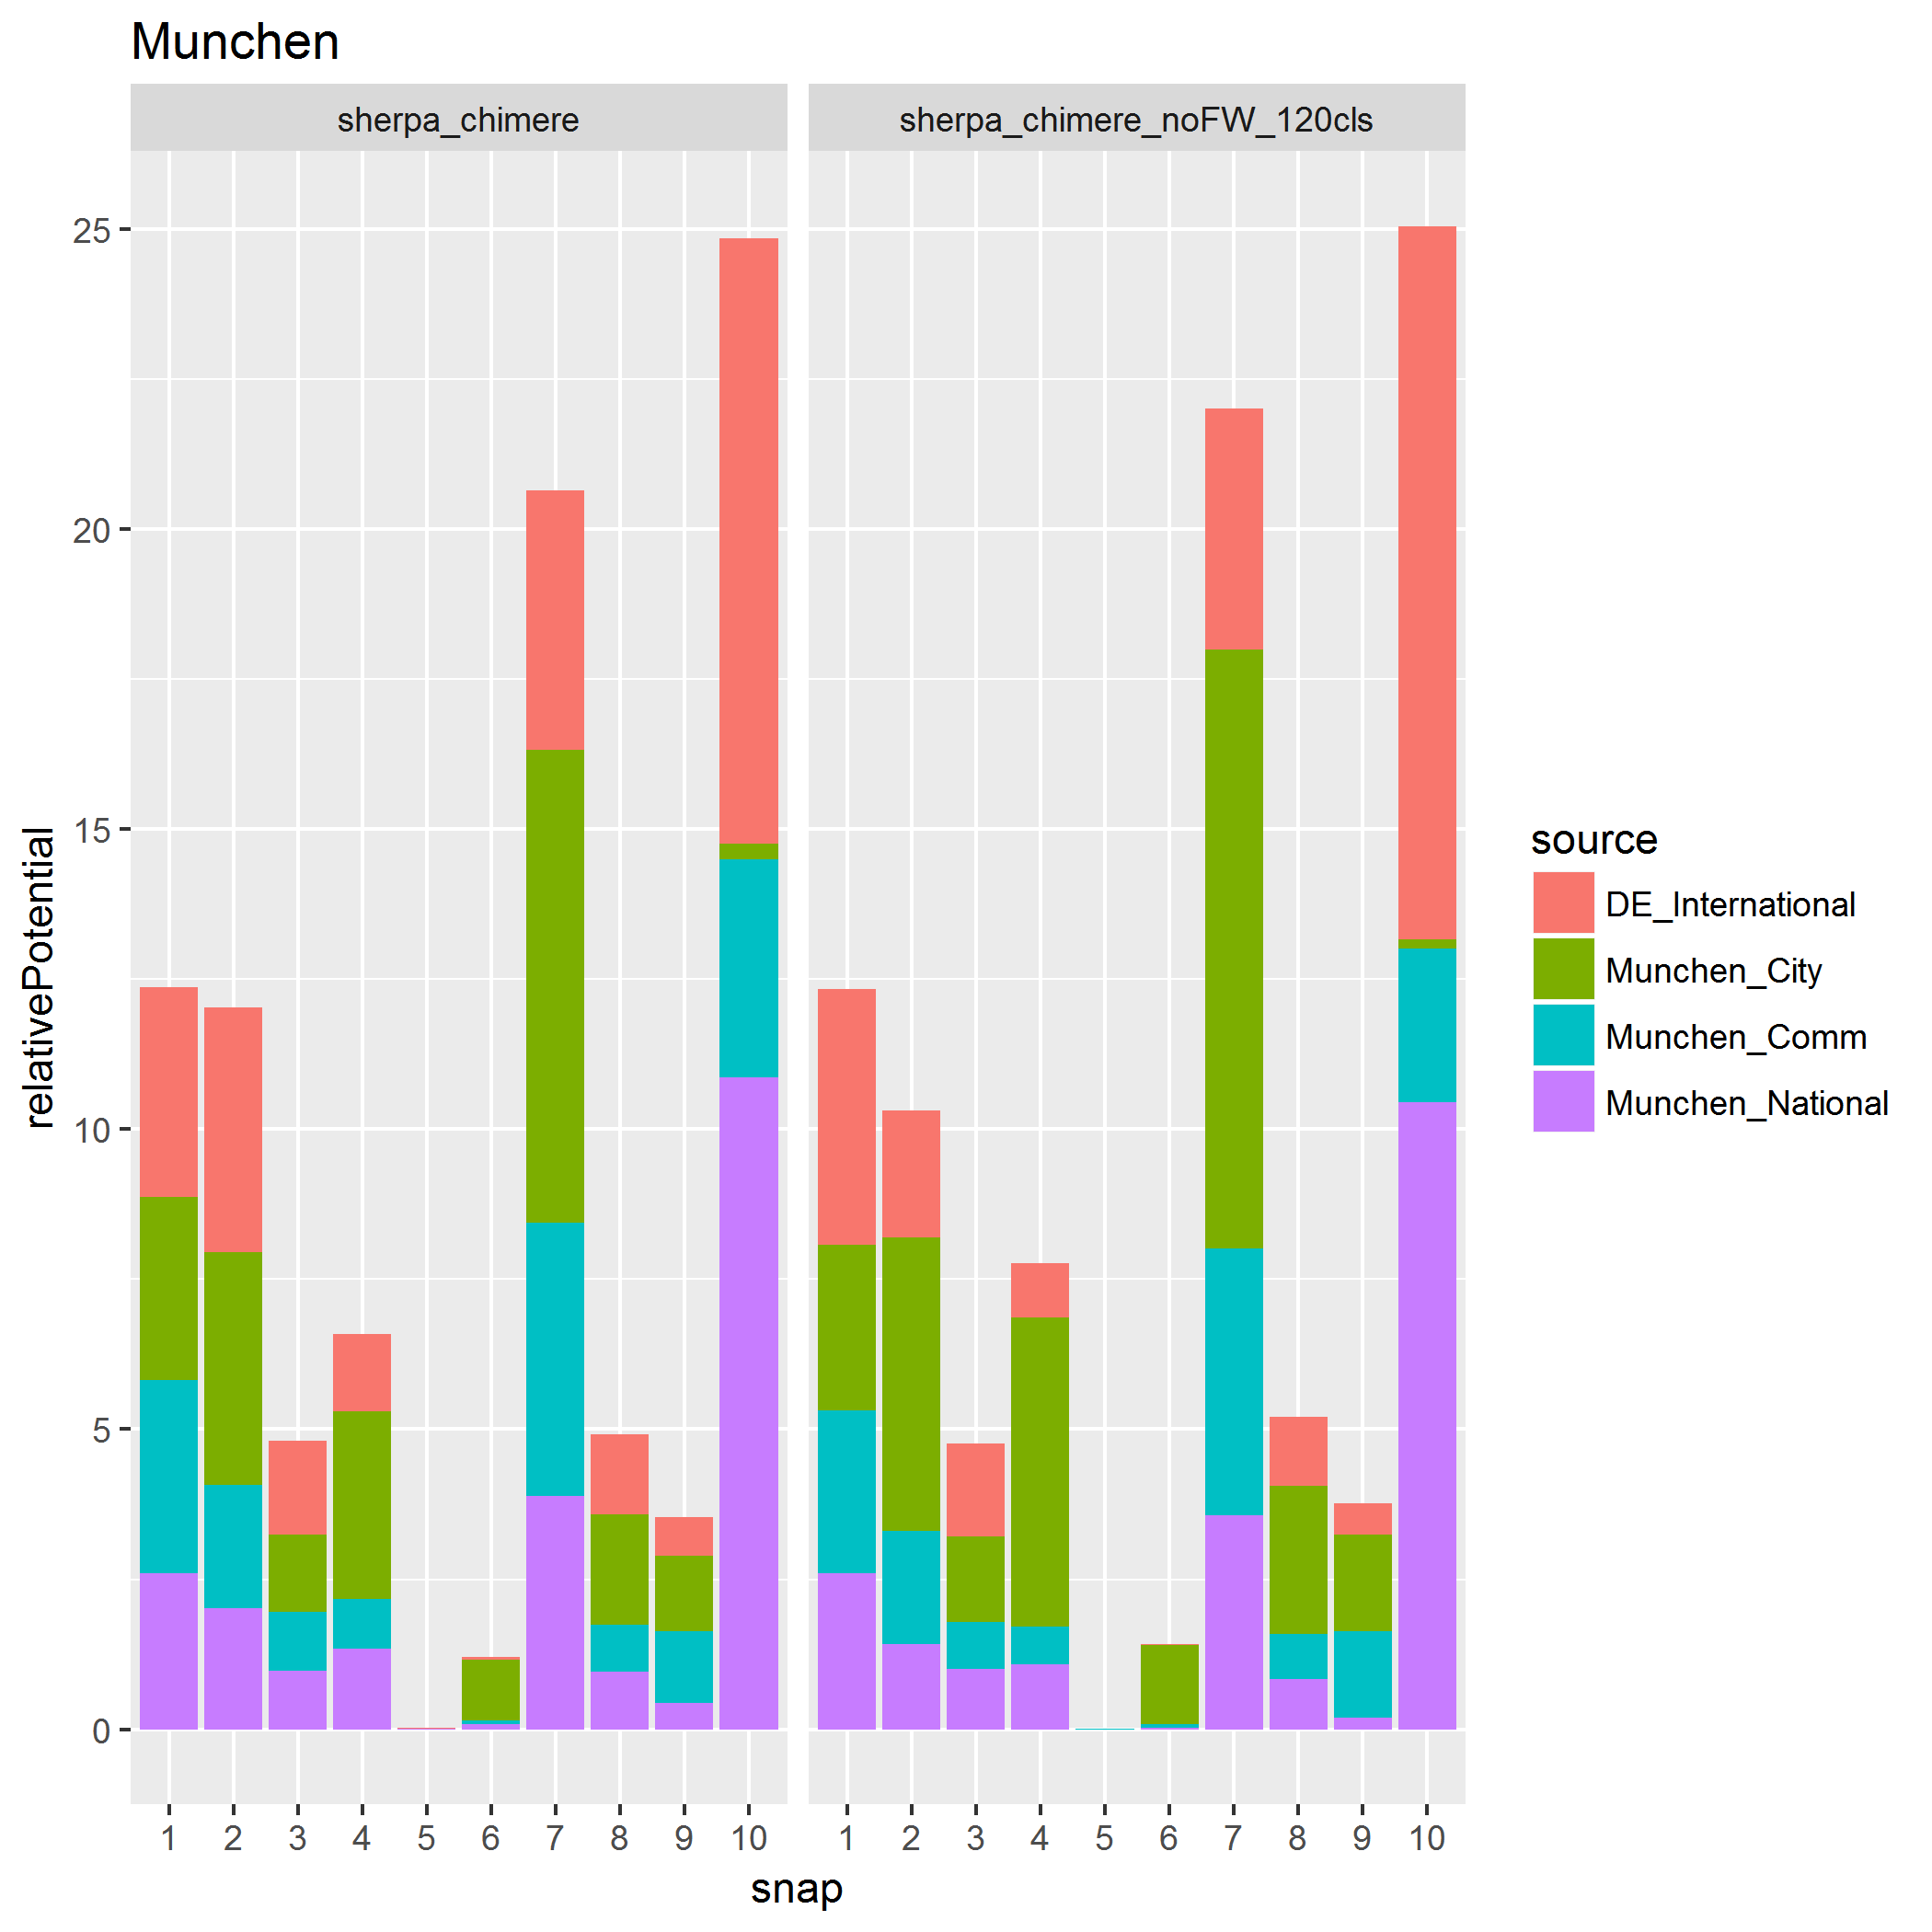 Munchen
sherpa_chimere
sherpa_chimere_noFW_120cls
relativePotential
25
20
15
10
5
0
1 2 3 4 5 6 7 8 9 10
1 2 3 4 5 6 7 8 9 10
snap
source
DE_International
Munchen_City
Munchen_Comm
Munchen_National